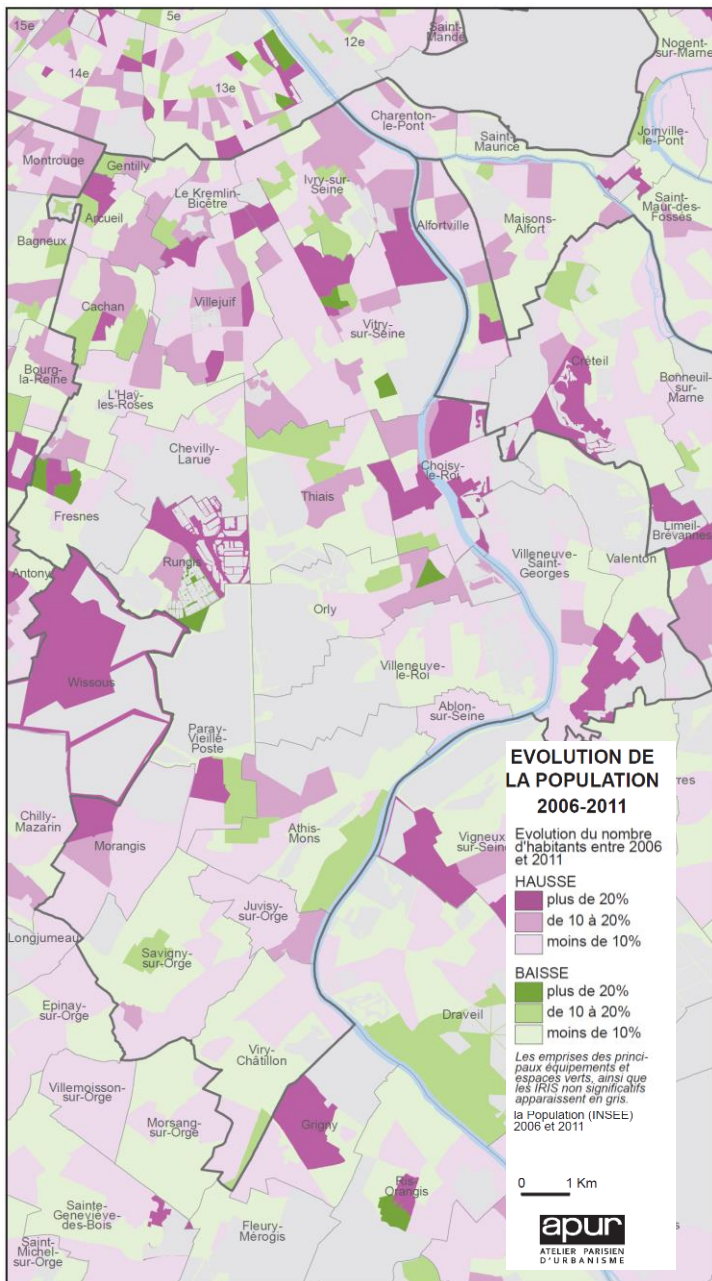 15e
5e
12e
Saint-
Mandé
Nogent-
sur-Marne
14e
13e
Charenton-
le-Pont
Saint-
Maurice
Joinville-
le-Pont
Montrouge
Gentilly
Le Kremlin-
Bicêtre
Ivry-sur-
Seine
Saint-
Maur-des-
Fossés
Arcueil
Alfortville
Maisons-
Alfort
Bagneux
Cachan
Villejuif
Vitry-
sur-Seine
Bourg-
la-Reine
L'Haÿ-
les-Roses
Créteil
Bonneuil-
sur-
Marne
Chevilly-
Larue
Choisy-
le-Roi
Thiais
Fresnes
Limeil-
Brévannes
Rungis
Antony
Villeneuve-
Saint-
Georges
Valenton
Orly
Villeneuve-
le-Roi
Wissous
Ablon-
sur-Seine
Paray-
Vieille-
Poste
Chilly-
Mazarin
Morangis
Athis-
Mons
Vigneux-
sur-Seine
res
Juvisy-
sur-Orge
Longjumeau
Savigny-
sur-Orge
Epinay-
sur-Orge
Draveil
Viry-
Châtillon
Villemoisson-
sur-Orge
Morsang-
sur-Orge
Grigny
Ris-
Orangis
Sainte-
Geneviève-
des-Bois
Fleury-
Mérogis
Saint-
Michel-
sur-Orge
EVOLUTION DE
LA POPULATION
2006-2011
Evolution du nombre
d'habitants entre 2006
et 2011
HAUSSE
plus de 20%
de 10 à 20%
moins de 10%
BAISSE
plus de 20%
de 10 à 20%
moins de 10%
Les emprises des princi-
paux équipements et
espaces verts, ainsi que
les IRIS non significatifs
apparaissent en gris.
la Population (INSEE)
2006 et 2011
0 1 Km
apur
ATELIER PARISIEN
D'URBANISME